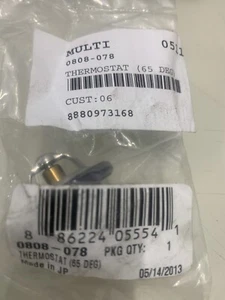 MULTI 0511
0808-078
THERMOSTAT (65 DEG)
CUST:06
8880973168
8 86224 05554 1
0808-078 PKG QTY: 1
THERMOSTAT (65 DEG)
Made in JP
05/14/2013